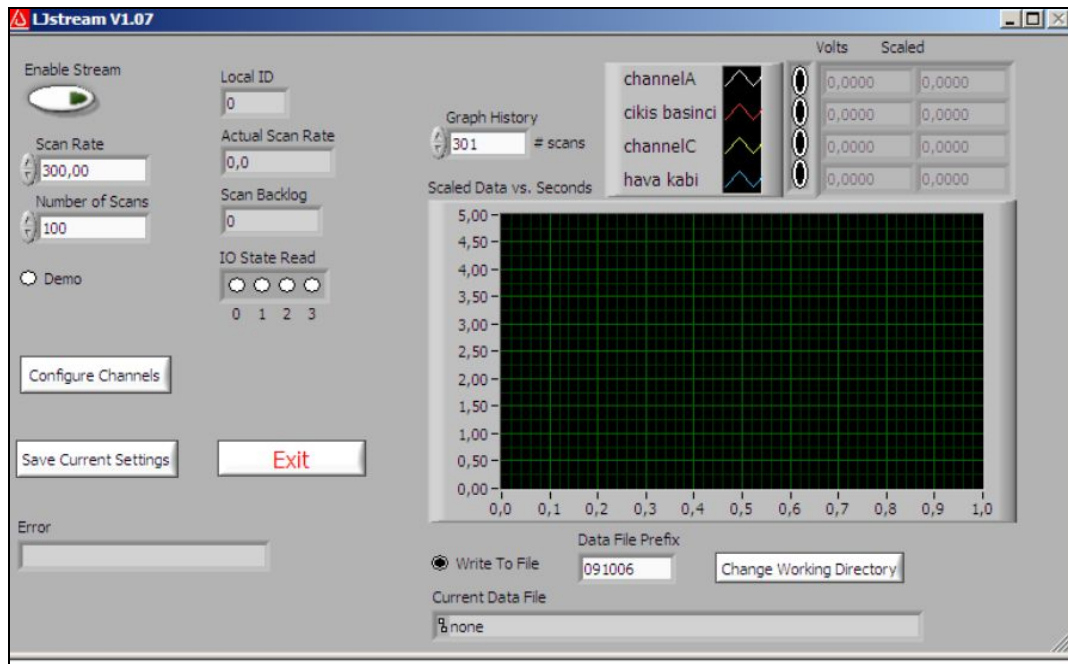 LJstream V1.07
Enable Stream
Local ID
0
Scan Rate
300,00
Actual Scan Rate
0,0
Number of Scans
100
Scan Backlog
0
Demo
IO State Read
0 1 2 3
Configure Channels
Save Current Settings
Exit
Error
Graph History
301 # scans
Volts Scaled
channelA 0,0000 0,0000
cikis basinci 0,0000 0,0000
channelC 0,0000 0,0000
hava kabi 0,0000 0,0000
Scaled Data vs. Seconds
5,00
4,50
4,00
3,50
3,00
2,50
2,00
1,50
1,00
0,50
0,00
0,0 0,1 0,2 0,3 0,4 0,5 0,6 0,7 0,8 0,9 1,0
Write To File
Data File Prefix
091006
Change Working Directory
Current Data File
none